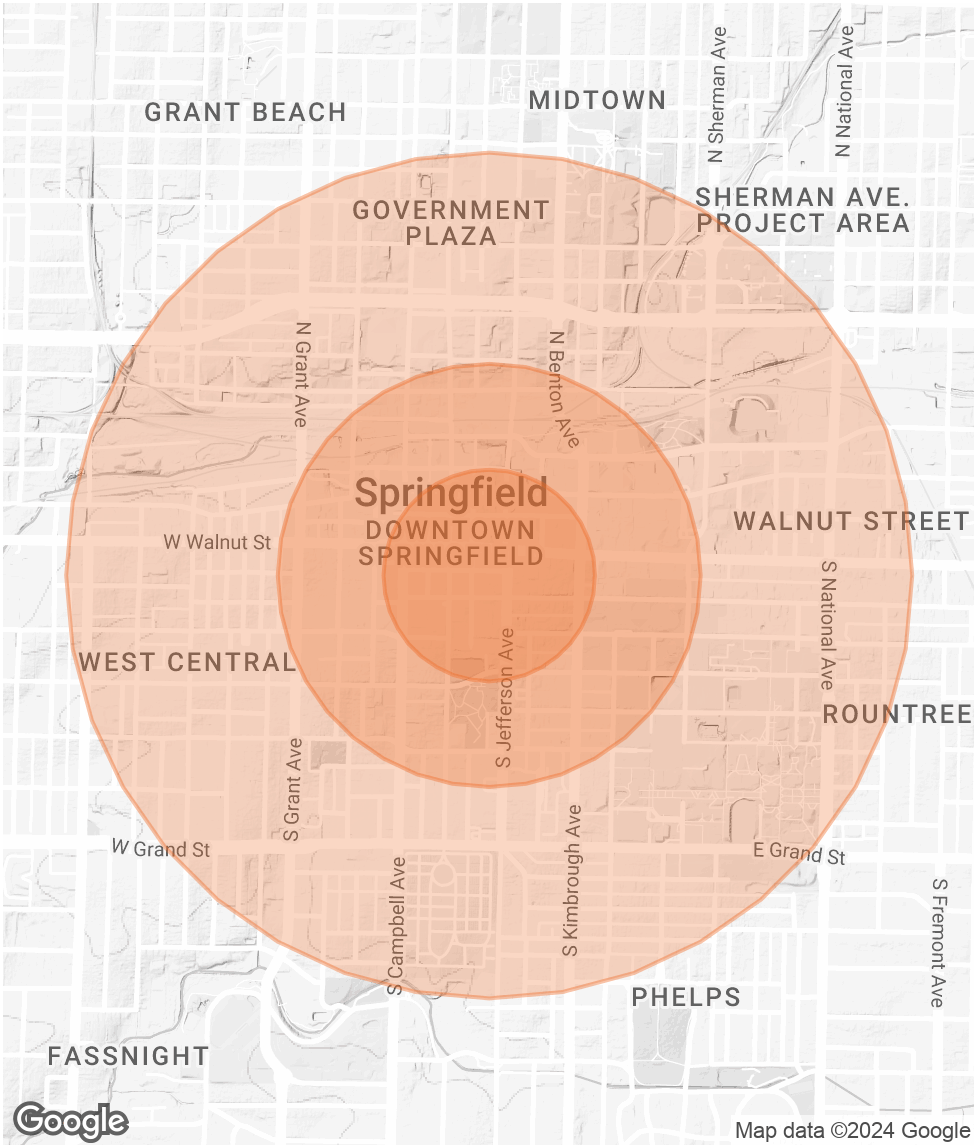 N Sherman Ave
N National Ave
MIDTOWN
GRANT BEACH
SHERMAN AVE.
PROJECT AREA
GOVERNMENT
PLAZA
N Grant Ave
N Benton Ave
Springfield
DOWNTOWN
SPRINGFIELD
WALNUT STREET
W Walnut St
S National Ave
S Jefferson Ave
WEST CENTRAL
ROUNTREE
S Grant Ave
S Kimbrough Ave
W Grand St
E Grand St
S Campbell Ave
S Fremont Ave
PHELPS
FASSNIGHT
Google
Map data ©2024 Google